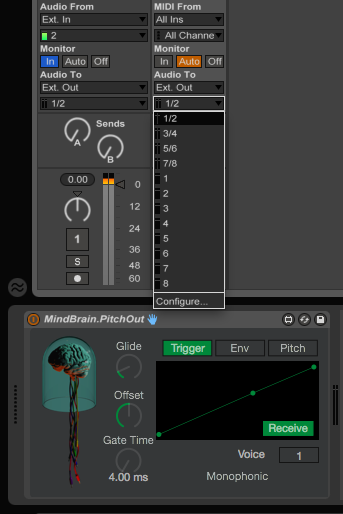 Audio From
MIDI From
Ext. In
All Ins
2
All Channe
Monitor
Monitor
In Auto Off
In Auto Off
Audio To
Audio To
Ext. Out
Ext. Out
1/2
1/2
1/2
3/4
5/6
7/8
1
2
3
4
5
6
7
8
Configure...
Sends
A
B
0.00
0
12
24
36
48
60
1
S
MindBrain.PitchOut
Glide
Trigger Env Pitch
Offset
Gate Time
4.00 ms
Receive
Voice 1
Monophonic